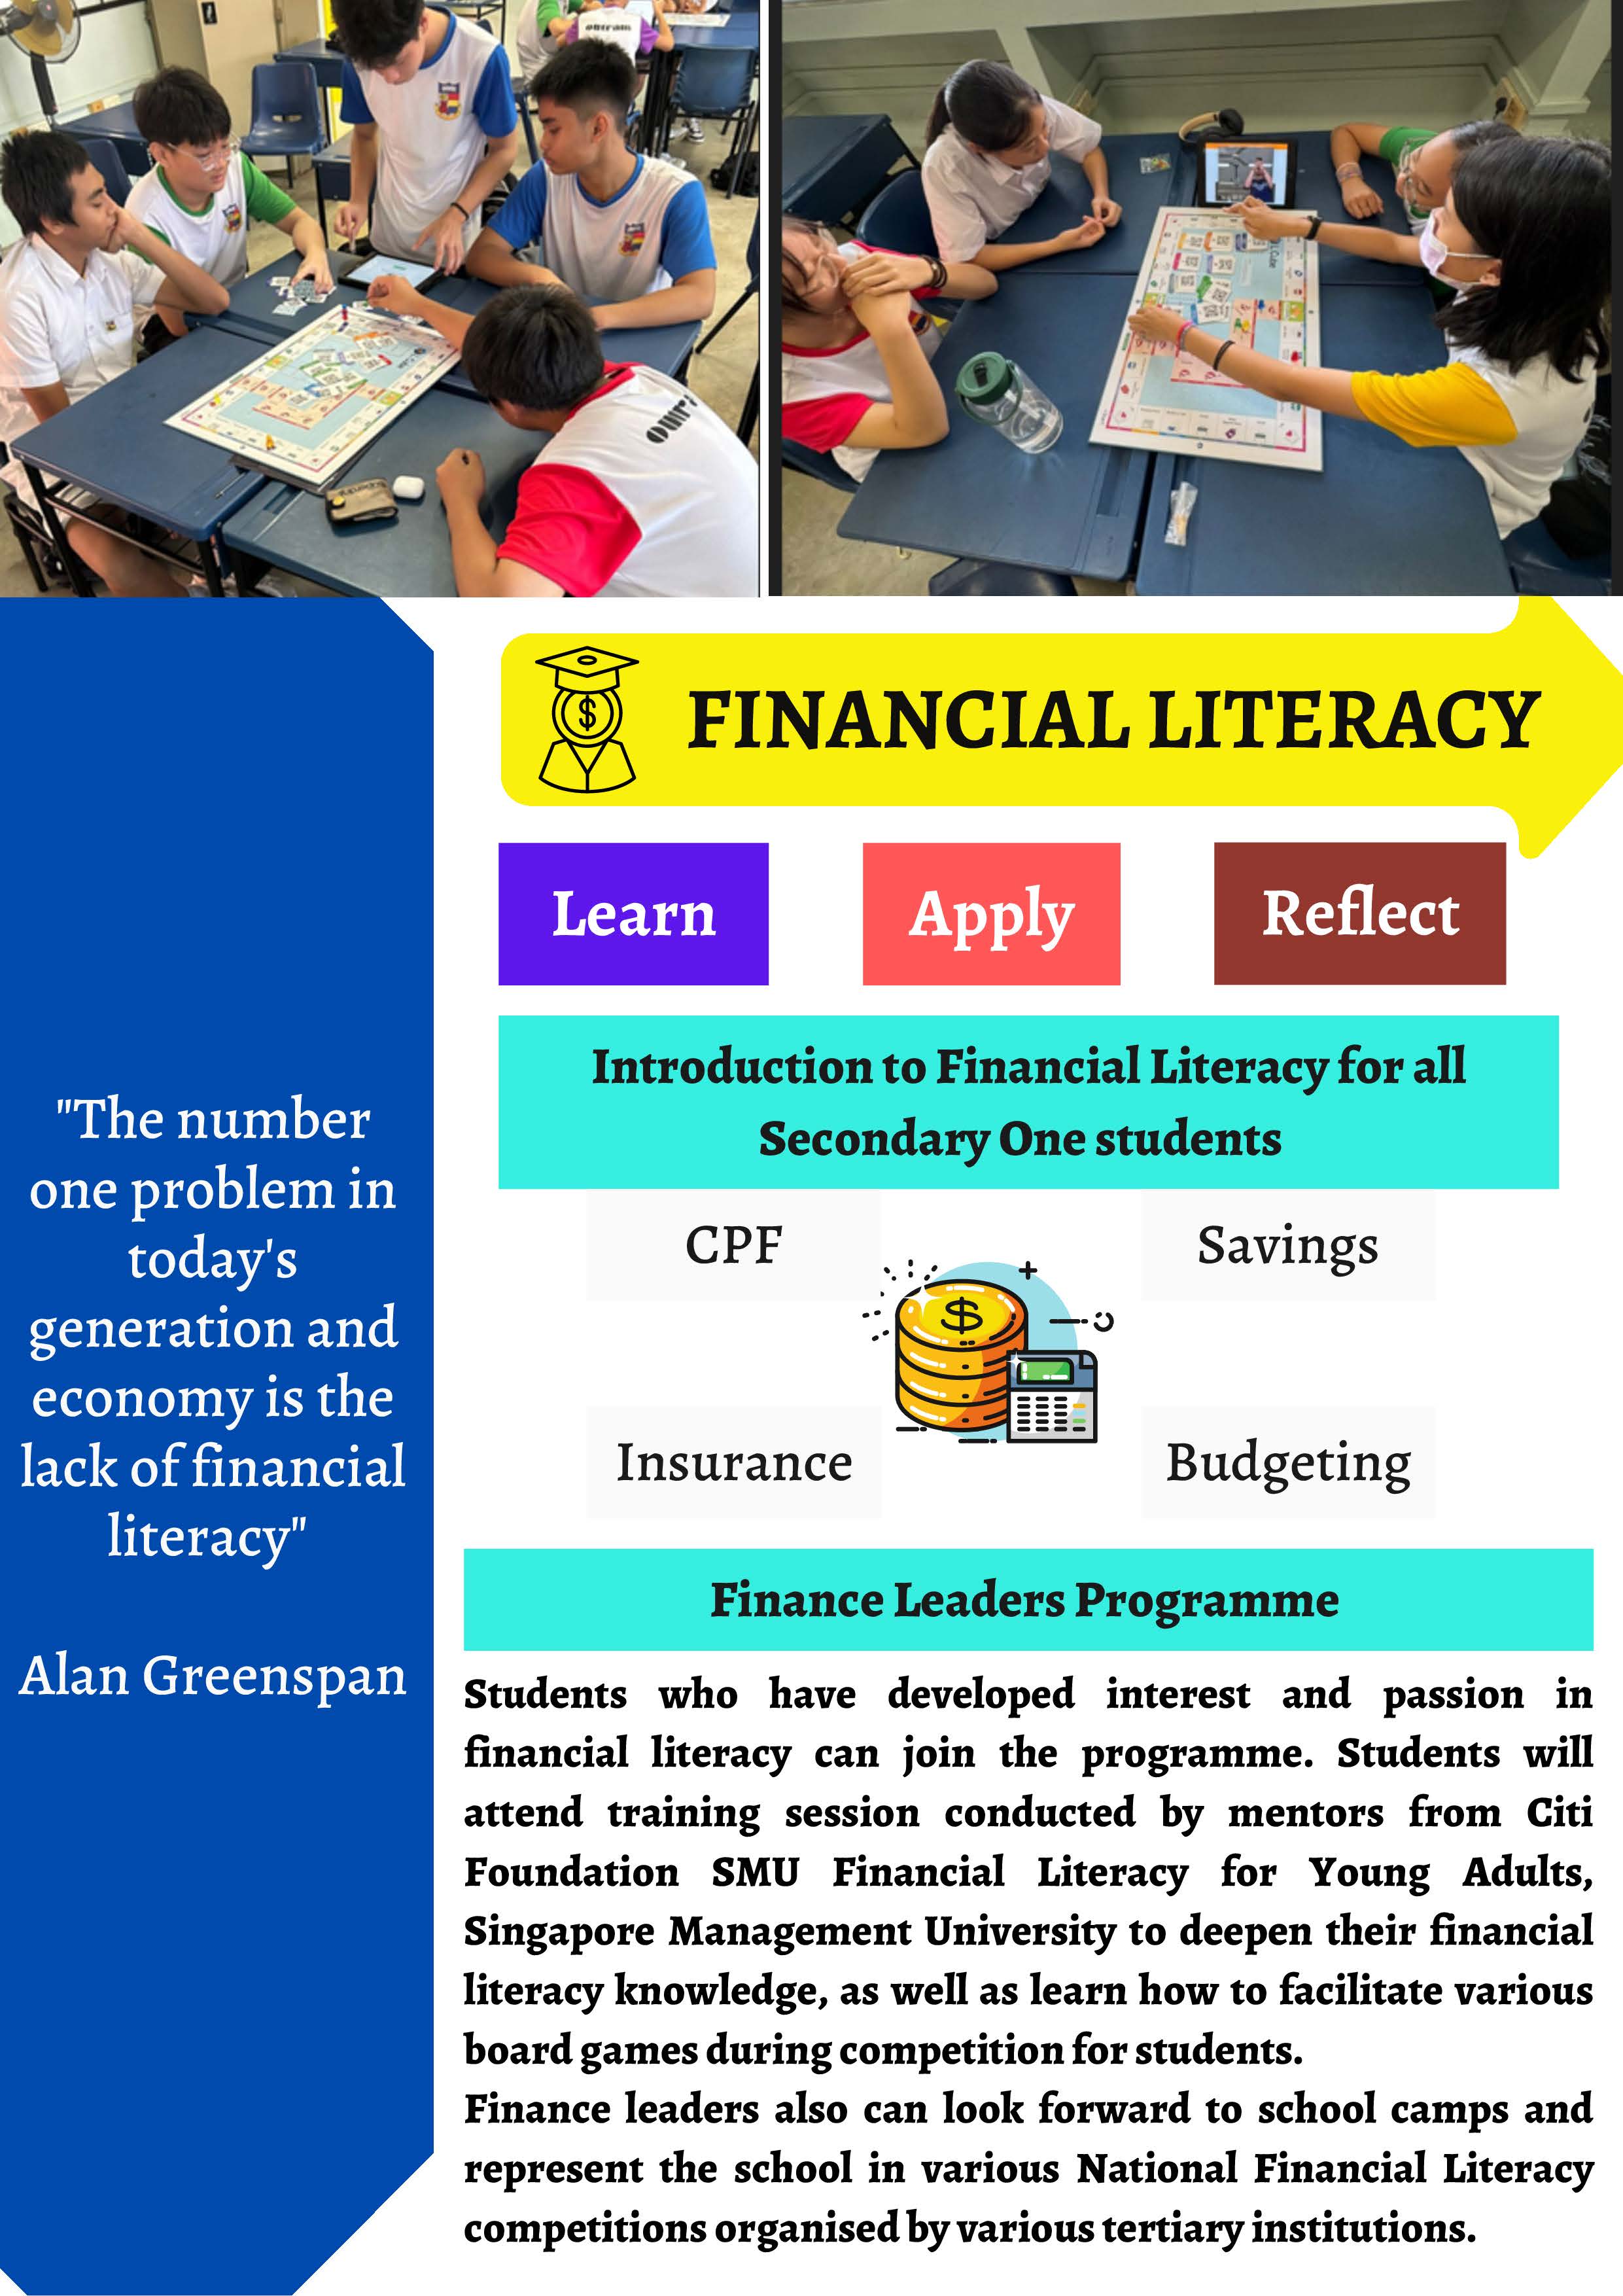 outram
our
FINANCIAL LITERACY
Learn
Apply
Reflect
Introduction to Financial Literacy for all
Secondary One students
CPF
Savings
Insurance
Budgeting
"The number
one problem in
today's
generation and
economy is the
lack of financial
literacy"
Alan Greenspan
Finance Leaders Programme
Students who have developed interest and passion in
financial literacy can join the programme. Students will
attend training session conducted by mentors from Citi
Foundation SMU Financial Literacy for Young Adults,
Singapore Management University to deepen their financial
literacy knowledge, as well as learn how to facilitate various
board games during competition for students.
Finance leaders also can look forward to school camps and
represent the school in various National Financial Literacy
competitions organised by various tertiary institutions.